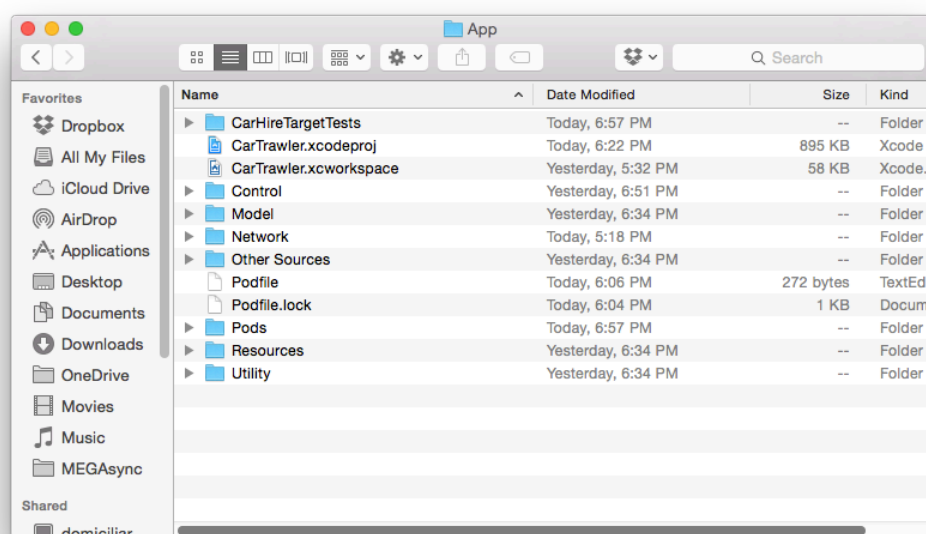 App
Search
Favorites
Dropbox
All My Files
iCloud Drive
AirDrop
Applications
Desktop
Documents
Downloads
OneDrive
Movies
Music
MEGAsync
Shared
Name Date Modified Size Kind
CarHireTargetTests Today, 6:57 PM -- Folder
CarTrawler.xcodeproj Today, 6:22 PM 895 KB Xcode
CarTrawler.xcworkspace Yesterday, 5:32 PM 58 KB Xcode.
Control Yesterday, 6:51 PM -- Folder
Model Yesterday, 6:34 PM -- Folder
Network Today, 5:18 PM -- Folder
Other Sources Yesterday, 6:34 PM -- Folder
Podfile Today, 6:06 PM 272 bytes TextEd
Podfile.lock Today, 6:04 PM 1 KB Docum
Pods Today, 6:57 PM -- Folder
Resources Yesterday, 6:34 PM -- Folder
Utility Yesterday, 6:34 PM -- Folder